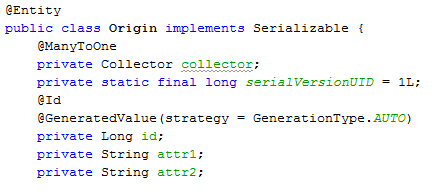 @Entity
public class Origin implements Serializable {
@ManyToOne
private Collector collector;
private static final long serialVersionUID = 1L;
@Id
@GeneratedValue(strategy = GenerationType.AUTO)
private Long id;
private String attr1;
private String attr2;